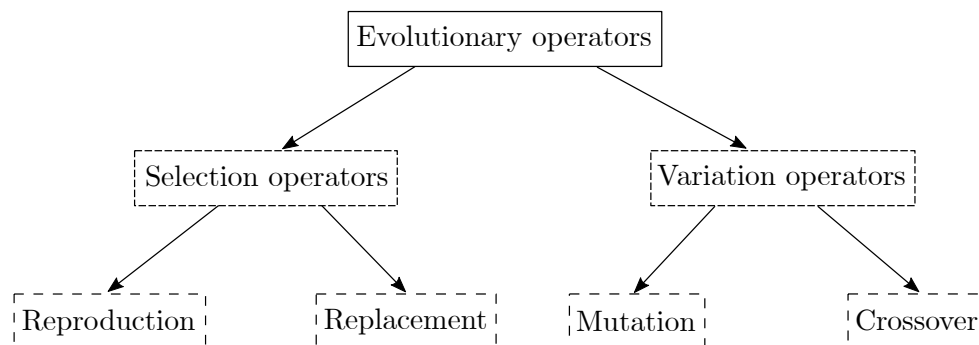 Evolutionary operators
Selection operators
Variation operators
Reproduction
Replacement
Mutation
Crossover